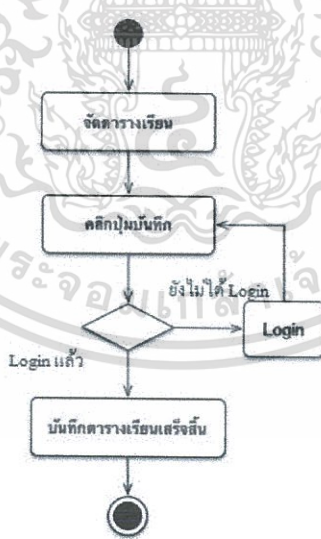 จัดตารางเรียน
คลิกปุ่มบันทึก
ยังไม่ได้ Login
Login
Login แล้ว
บันทึกตารางเรียนเสร็จสิ้น